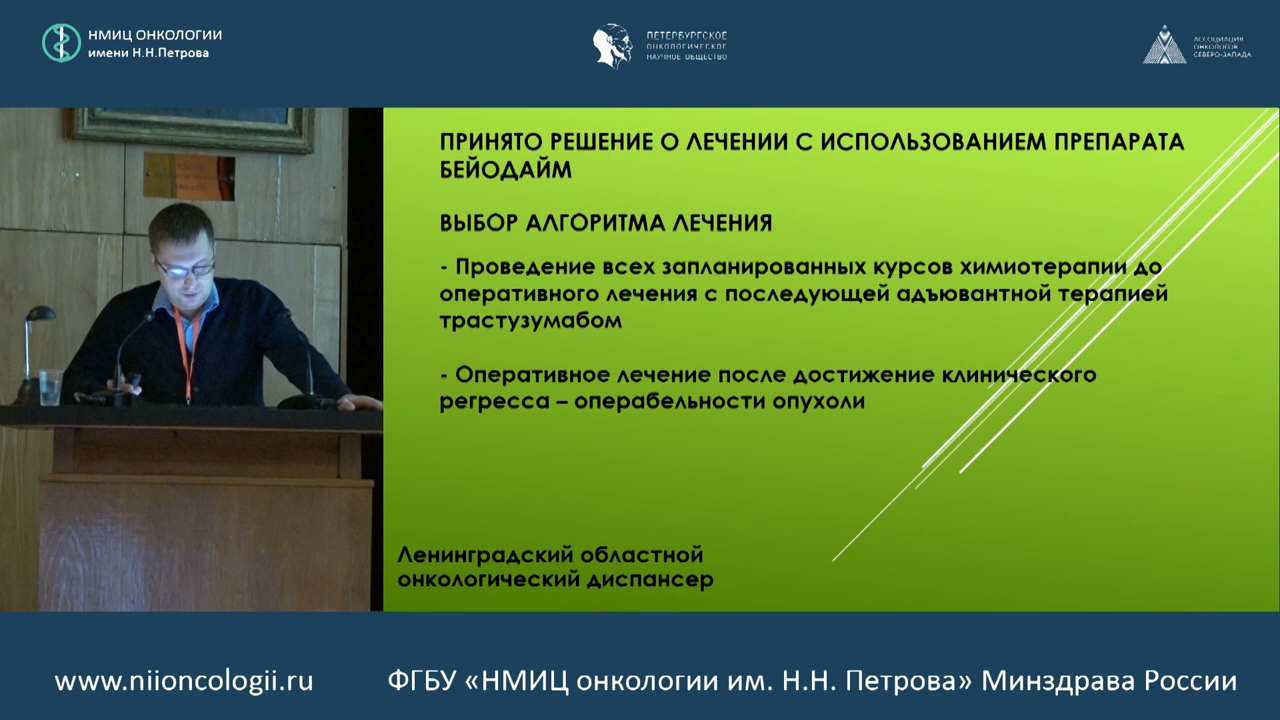 НМИЦ ОНКОЛОГИИ
имени Н.Н.Петрова
ПЕТЕРБУРГСКОЕ
ОНКОЛОГИЧЕСКОЕ
НАУЧНОЕ ОБЩЕСТВО
АССОЦИАЦИЯ
ОНКОЛОГОВ
СЕВЕРО-ЗАПАДА
ПРИНЯТО РЕШЕНИЕ О ЛЕЧЕНИИ С ИСПОЛЬЗОВАНИЕМ ПРЕПАРАТА
БЕЙОДАЙМ
ВЫБОР АЛГОРИТМА ЛЕЧЕНИЯ
- Проведение всех запланированных курсов химиотерапии до
оперативного лечения с последующей адъювантной терапией
трастузумабом
- Оперативное лечение после достижение клинического
регресса – операбельности опухоли
Ленинградский областной
онкологический диспансер
www.niioncologii.ru
ФГБУ «НМИЦ онкологии им. Н.Н. Петрова» Минздрава России